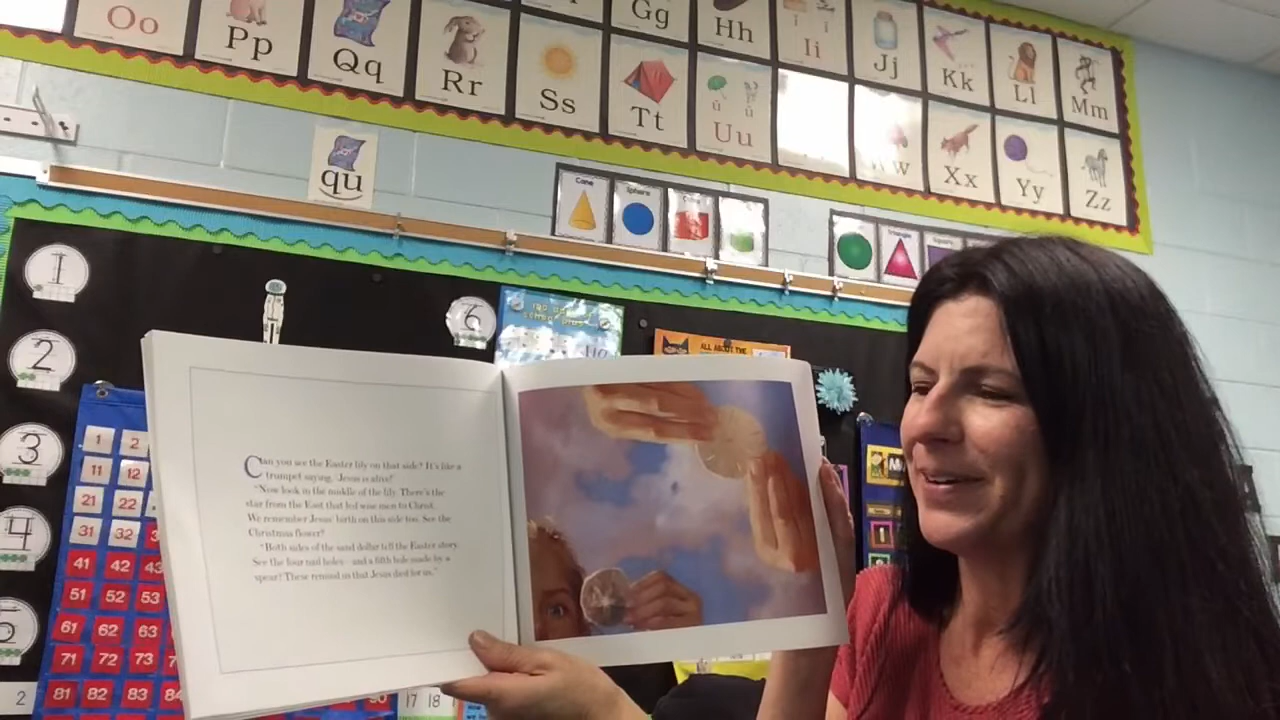 Oo Pp Qq Rr Ss Tt Gg Uu Hh Ii Jj Kk Ll Mm
Xx Yy Zz
qu
Cone Sphere
Triangle
1
2
3
4
5
6
ALL ABOUT THE
110
1 2
11 12
21 22
31 32
41 42 43
51 52 53
61 62 63
71 72 73
81 82 83 84
2
17 18
Can you see the Easter lily on that side? It's like a
trumpet saying, 'Jesus is alive!'
"Now look in the middle of the lily. There's the
star from the East that led wise men to Christ.
We remember Jesus' birth on this side too. See the
Christmas flower?
"Both sides of the sand dollar tell the Easter story.
See the four nail holes—and a fifth hole made by a
spear? These remind us that Jesus died for us."